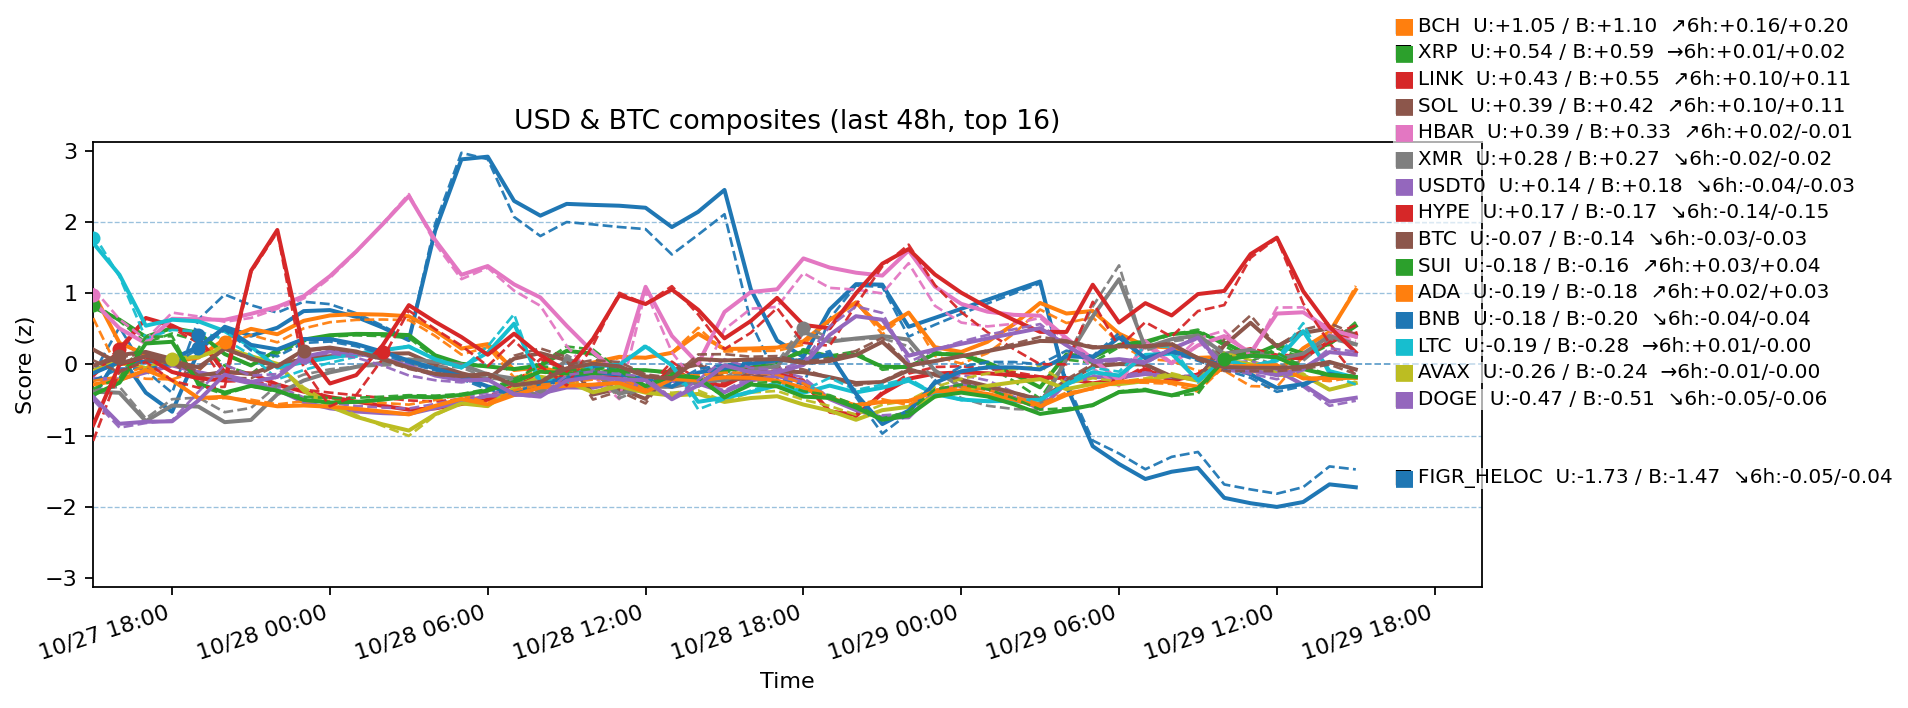 BCH U:+1.05 / B:+1.10 ↗6h:+0.16/+0.20
XRP U:+0.54 / B:+0.59 →6h:+0.01/+0.02
LINK U:+0.43 / B:+0.55 ↗6h:+0.10/+0.11
SOL U:+0.39 / B:+0.42 ↗6h:+0.10/+0.11
HBAR U:+0.39 / B:+0.33 ↗6h:+0.02/-0.01
XMR U:+0.28 / B:+0.27 ↘6h:-0.02/-0.02
USDT0 U:+0.14 / B:+0.18 ↘6h:-0.04/-0.03
HYPE U:+0.17 / B:-0.17 ↘6h:-0.14/-0.15
BTC U:-0.07 / B:-0.14 ↘6h:-0.03/-0.03
SUI U:-0.18 / B:-0.16 ↗6h:+0.03/+0.04
ADA U:-0.19 / B:-0.18 ↗6h:+0.02/+0.03
BNB U:-0.18 / B:-0.20 ↘6h:-0.04/-0.04
LTC U:-0.19 / B:-0.28 →6h:+0.01/-0.00
AVAX U:-0.26 / B:-0.24 →6h:-0.01/-0.00
DOGE U:-0.47 / B:-0.51 ↘6h:-0.05/-0.06
FIGR_HELOC U:-1.73 / B:-1.47 ↘6h:-0.05/-0.04
USD & BTC composites (last 48h, top 16)
Score (z)
3
2
1
0
−1
−2
−3
10/27 18:00
10/28 00:00
10/28 06:00
10/28 12:00
10/28 18:00
10/29 00:00
10/29 06:00
10/29 12:00
10/29 18:00
Time